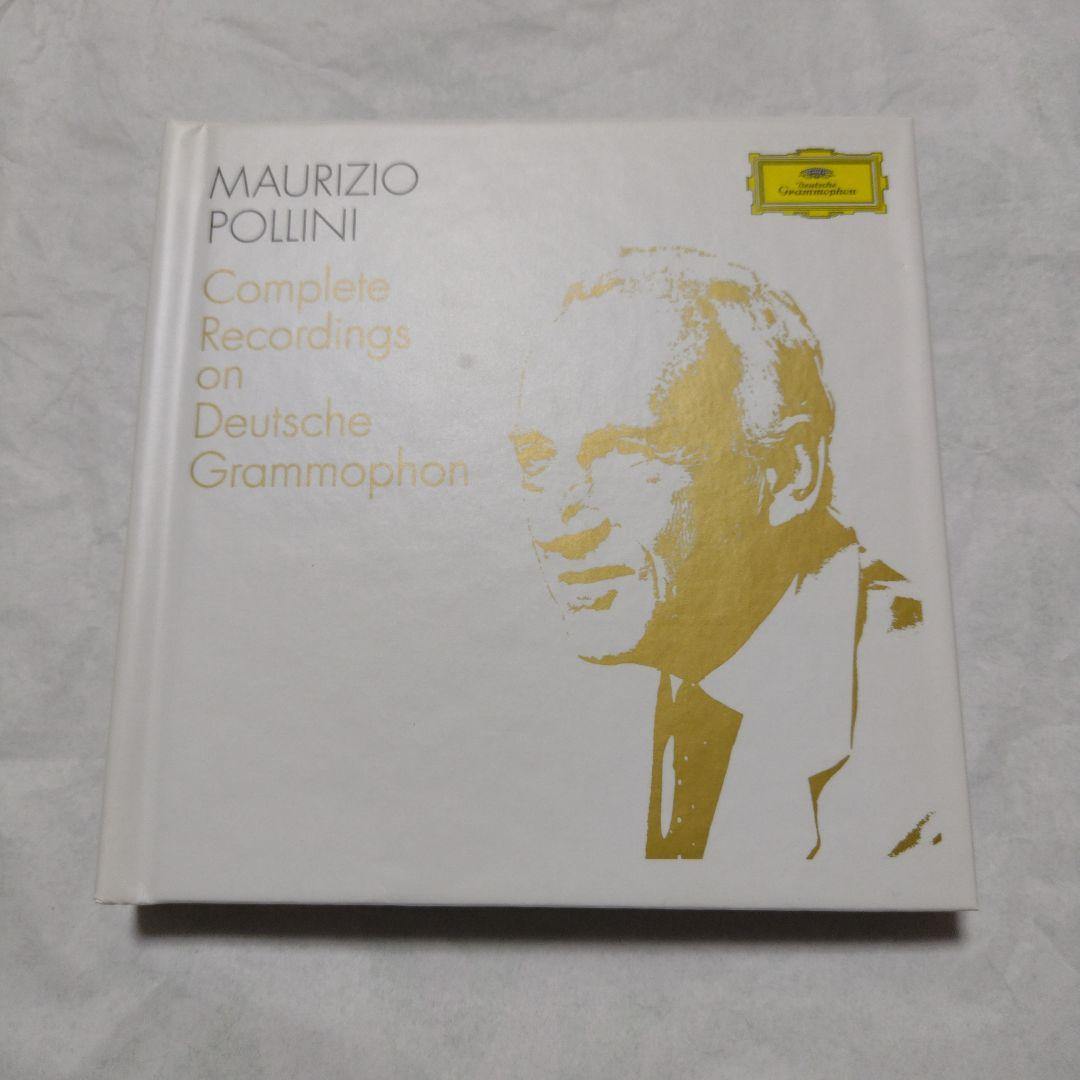 MAURIZIO
POLLINI
Complete
Recordings
on
Deutsche
Grammophon
Deutsche
Grammophon